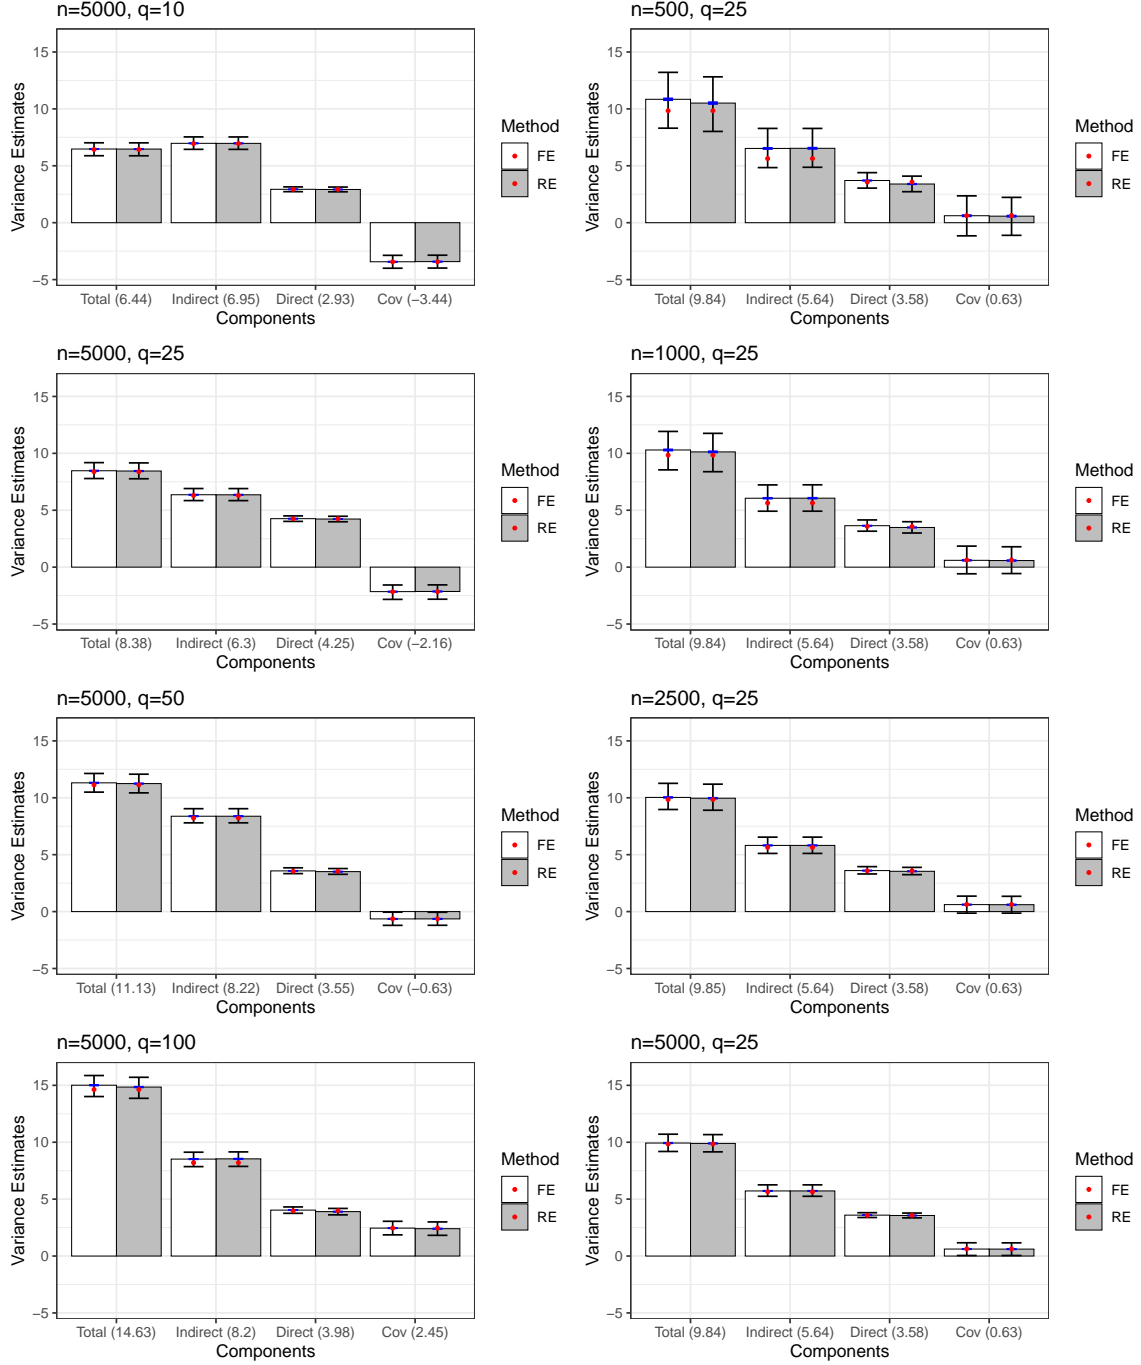 n=5000, q=10
Variance Estimates
15
10
5
0
−5
Total (6.44) Indirect (6.95) Direct (2.93) Cov (−3.44)
Components
Method
FE
RE
n=500, q=25
Variance Estimates
15
10
5
0
−5
Total (9.84) Indirect (5.64) Direct (3.58) Cov (0.63)
Components
Method
FE
RE
n=5000, q=25
Variance Estimates
15
10
5
0
−5
Total (8.38) Indirect (6.3) Direct (4.25) Cov (−2.16)
Components
Method
FE
RE
n=1000, q=25
Variance Estimates
15
10
5
0
−5
Total (9.84) Indirect (5.64) Direct (3.58) Cov (0.63)
Components
Method
FE
RE
n=5000, q=50
Variance Estimates
15
10
5
0
−5
Total (11.13) Indirect (8.22) Direct (3.55) Cov (−0.63)
Components
Method
FE
RE
n=2500, q=25
Variance Estimates
15
10
5
0
−5
Total (9.85) Indirect (5.64) Direct (3.58) Cov (0.63)
Components
Method
FE
RE
n=5000, q=100
Variance Estimates
15
10
5
0
−5
Total (14.63) Indirect (8.2) Direct (3.98) Cov (2.45)
Components
Method
FE
RE
n=5000, q=25
Variance Estimates
15
10
5
0
−5
Total (9.84) Indirect (5.64) Direct (3.58) Cov (0.63)
Components
Method
FE
RE